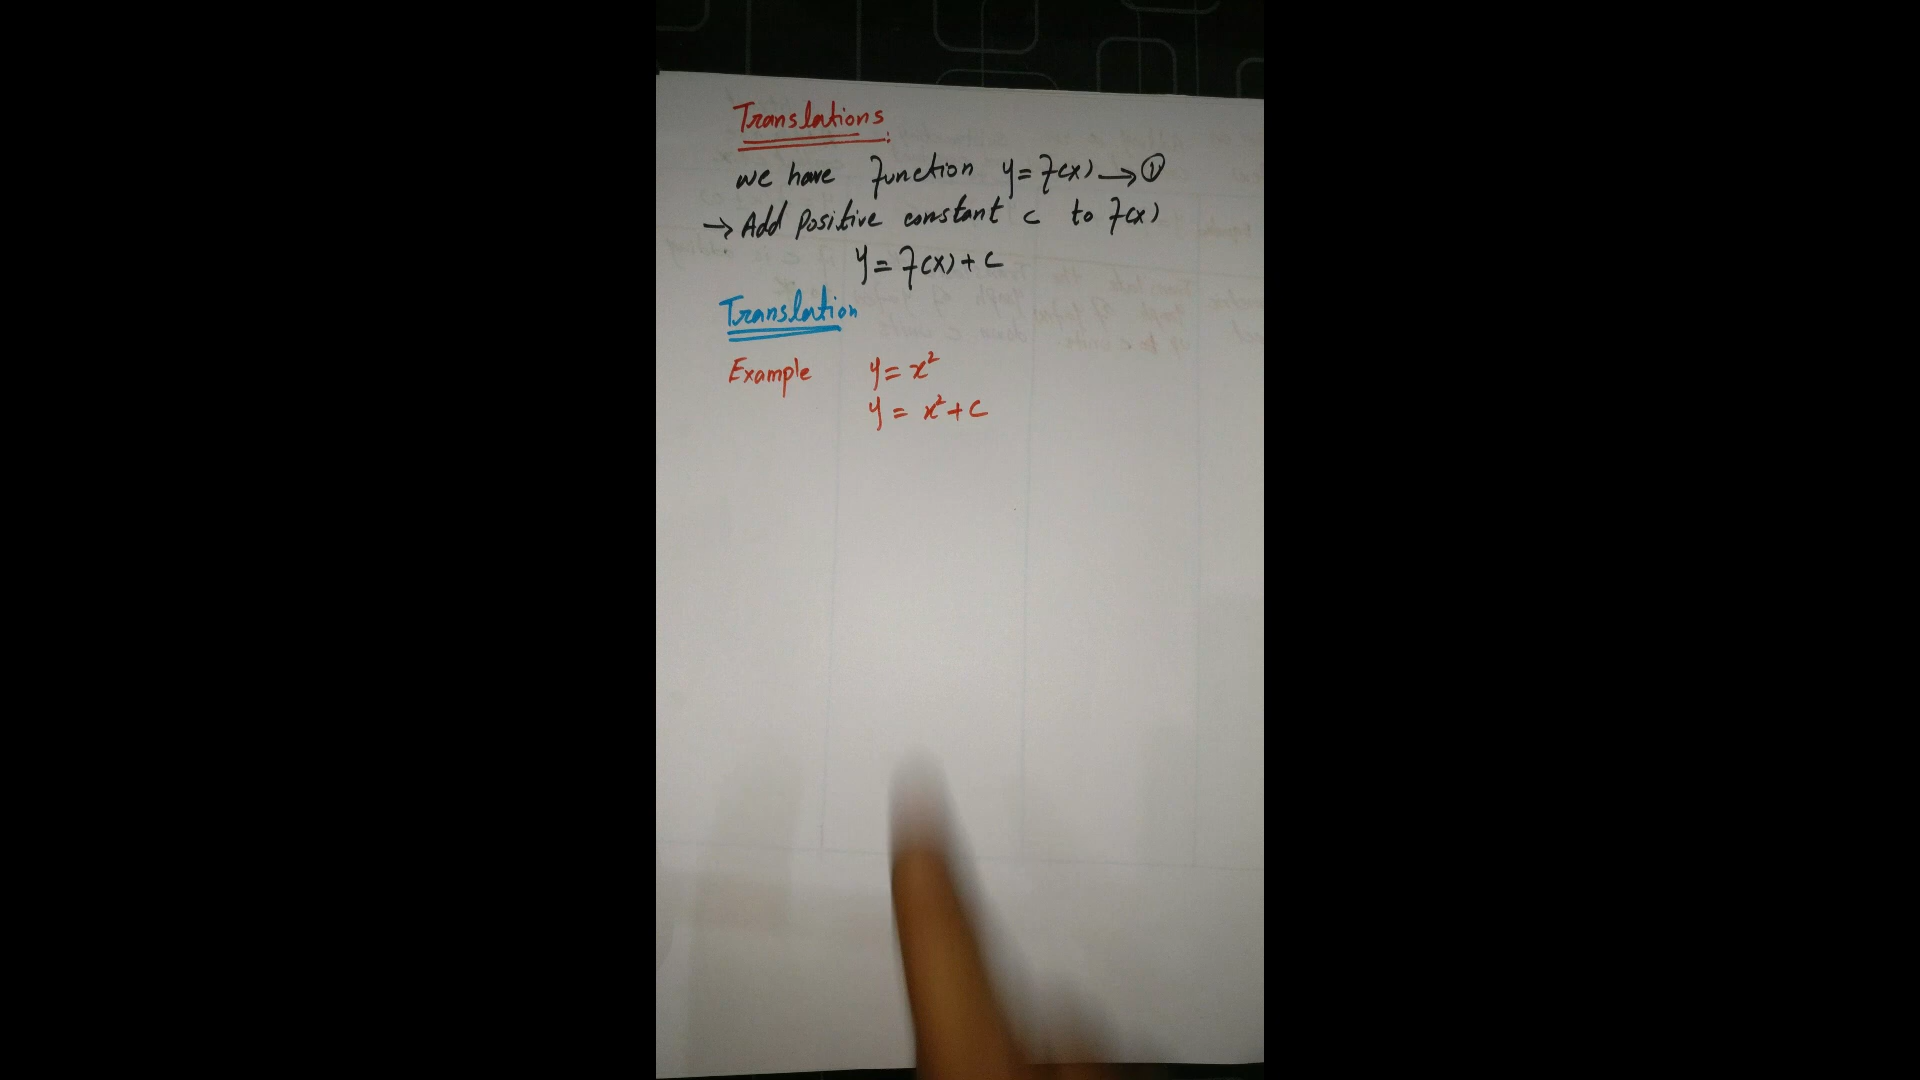 Translations:
we have function y = f(x) → ①
→ Add positive constant c to f(x)
y = f(x) + c
Translation
Example y = x²
y = x² + c